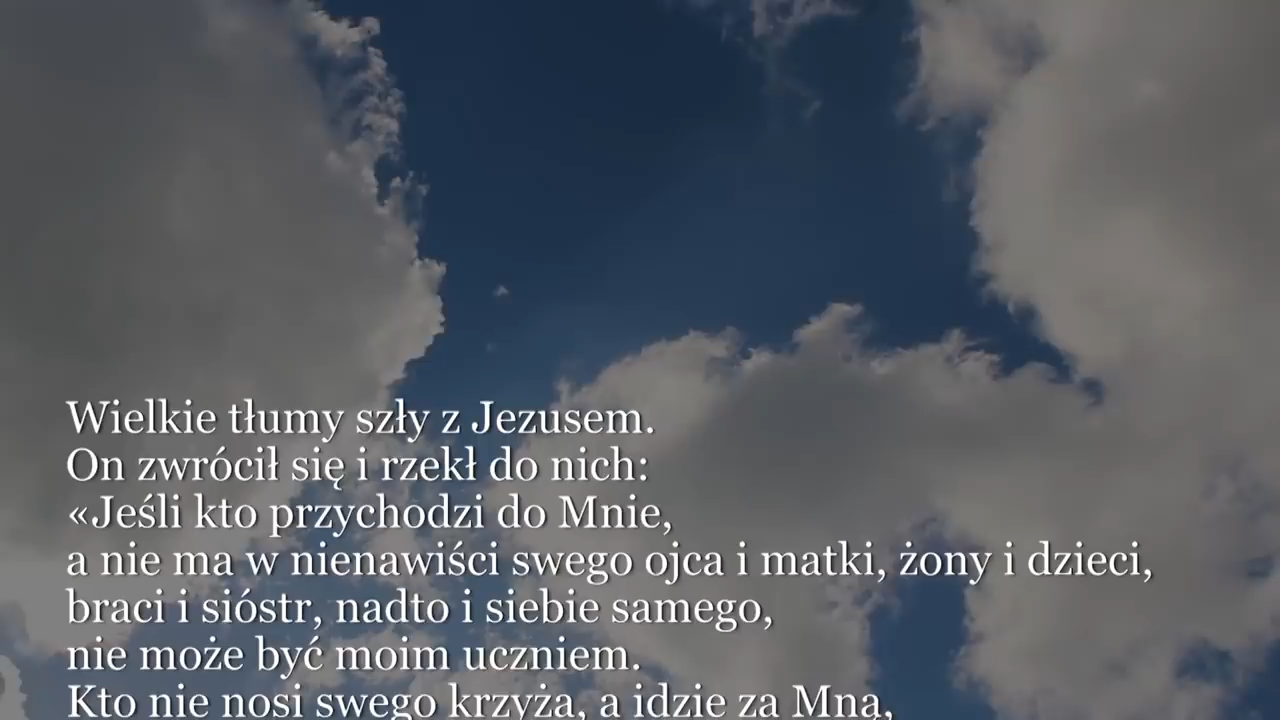 Wielkie tłumy szły z Jezusem.
On zwrócił się i rzekł do nich:
«Jeśli kto przychodzi do Mnie,
a nie ma w nienawiści swego ojca i matki, żony i dzieci,
braci i sióstr, nadto i siebie samego,
nie może być moim uczniem.
Kto nie nosi swego krzyża, a idzie za Mną,